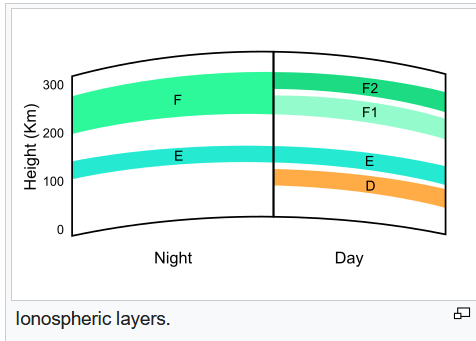 Height (Km)
300
200
100
0
F
E
F2
F1
E
D
Night
Day
Ionospheric layers.